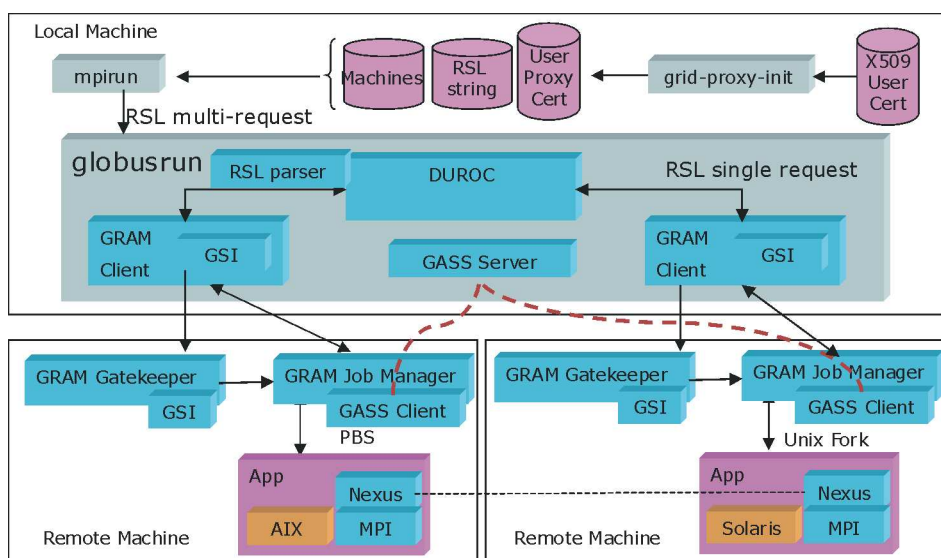 Local Machine
mpirun
Machines
RSL
string
User
Proxy
Cert
grid-proxy-init
X509
User
Cert
RSL multi-request
globusrun
RSL parser
DUROC
RSL single request
GRAM
Client
GSI
GASS Server
GRAM
Client
GSI
GRAM Gatekeeper
GSI
GRAM Job Manager
GASS Client
PBS
App
Nexus
AIX
MPI
Remote Machine
GRAM Gatekeeper
GSI
GRAM Job Manager
GASS Client
Unix Fork
App
Nexus
Solaris
MPI
Remote Machine